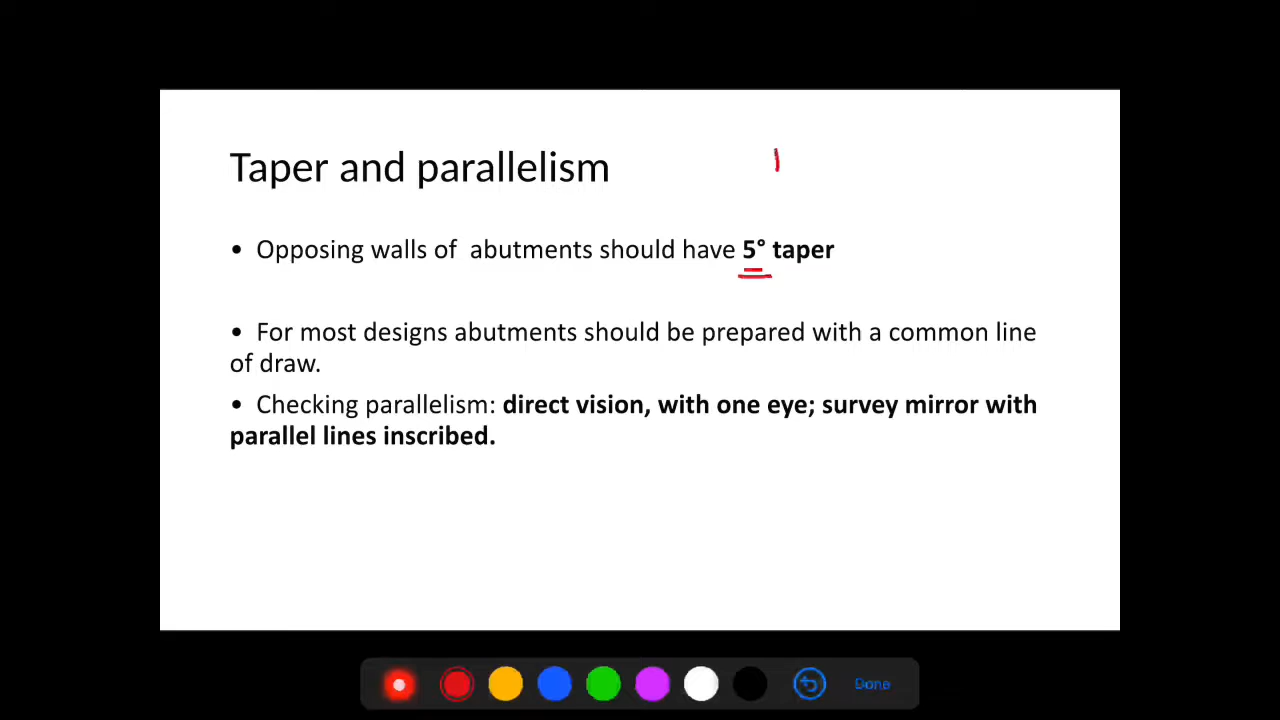 Taper and parallelism
• Opposing walls of abutments should have 5° taper
• For most designs abutments should be prepared with a common line
of draw.
• Checking parallelism: direct vision, with one eye; survey mirror with
parallel lines inscribed.
Done